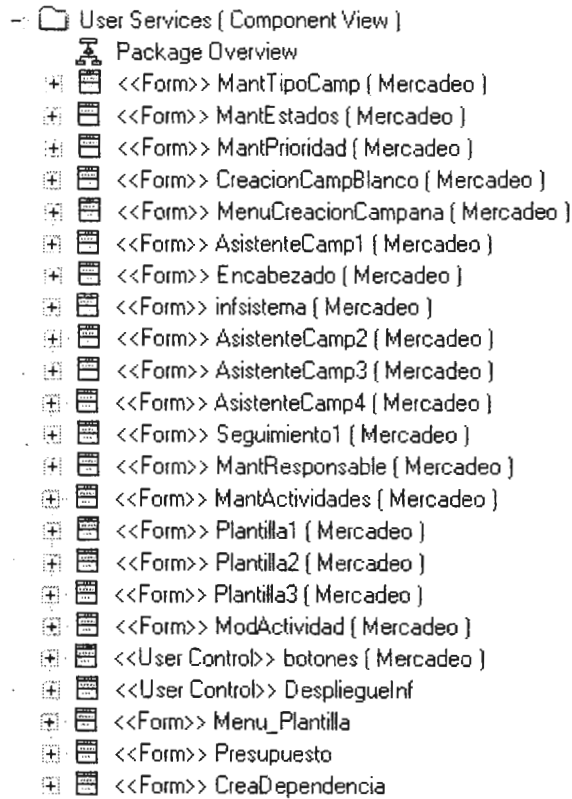 User Services ( Component View )
Package Overview
<<Form>> MantTipoCamp ( Mercadeo )
<<Form>> MantEstados ( Mercadeo )
<<Form>> MantPrioridad ( Mercadeo )
<<Form>> CreacionCampBlanco ( Mercadeo )
<<Form>> MenuCreacionCampana ( Mercadeo )
<<Form>> AsistenteCamp1 ( Mercadeo )
<<Form>> Encabezado ( Mercadeo )
<<Form>> infsistema ( Mercadeo )
<<Form>> AsistenteCamp2 ( Mercadeo )
<<Form>> AsistenteCamp3 ( Mercadeo )
<<Form>> AsistenteCamp4 ( Mercadeo )
<<Form>> Seguimiento1 ( Mercadeo )
<<Form>> MantResponsable ( Mercadeo )
<<Form>> MantActividades ( Mercadeo )
<<Form>> Plantilla1 ( Mercadeo )
<<Form>> Plantilla2 ( Mercadeo )
<<Form>> Plantilla3 ( Mercadeo )
<<Form>> ModActividad ( Mercadeo )
<<User Control>> botones ( Mercadeo )
<<User Control>> DespliegueInf
<<Form>> Menu_Plantilla
<<Form>> Presupuesto
<<Form>> CreaDependencia